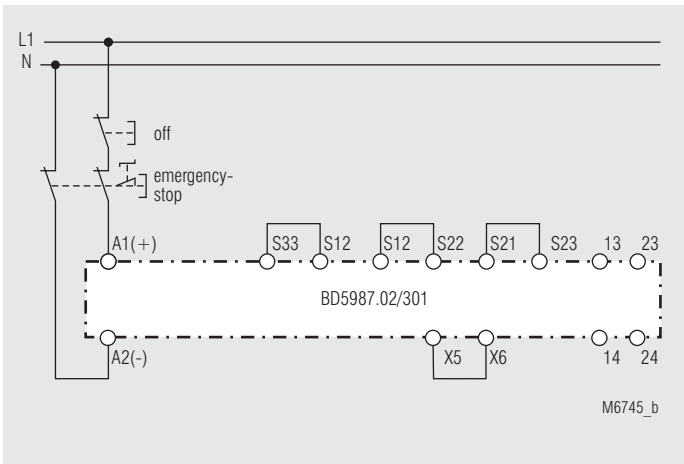 L1
N
off
emergency-
stop
A1(+) S33 S12 S12 S22 S21 S23 13 23
BD5987.02/301
A2(-) X5 X6 14 24
M6745_b